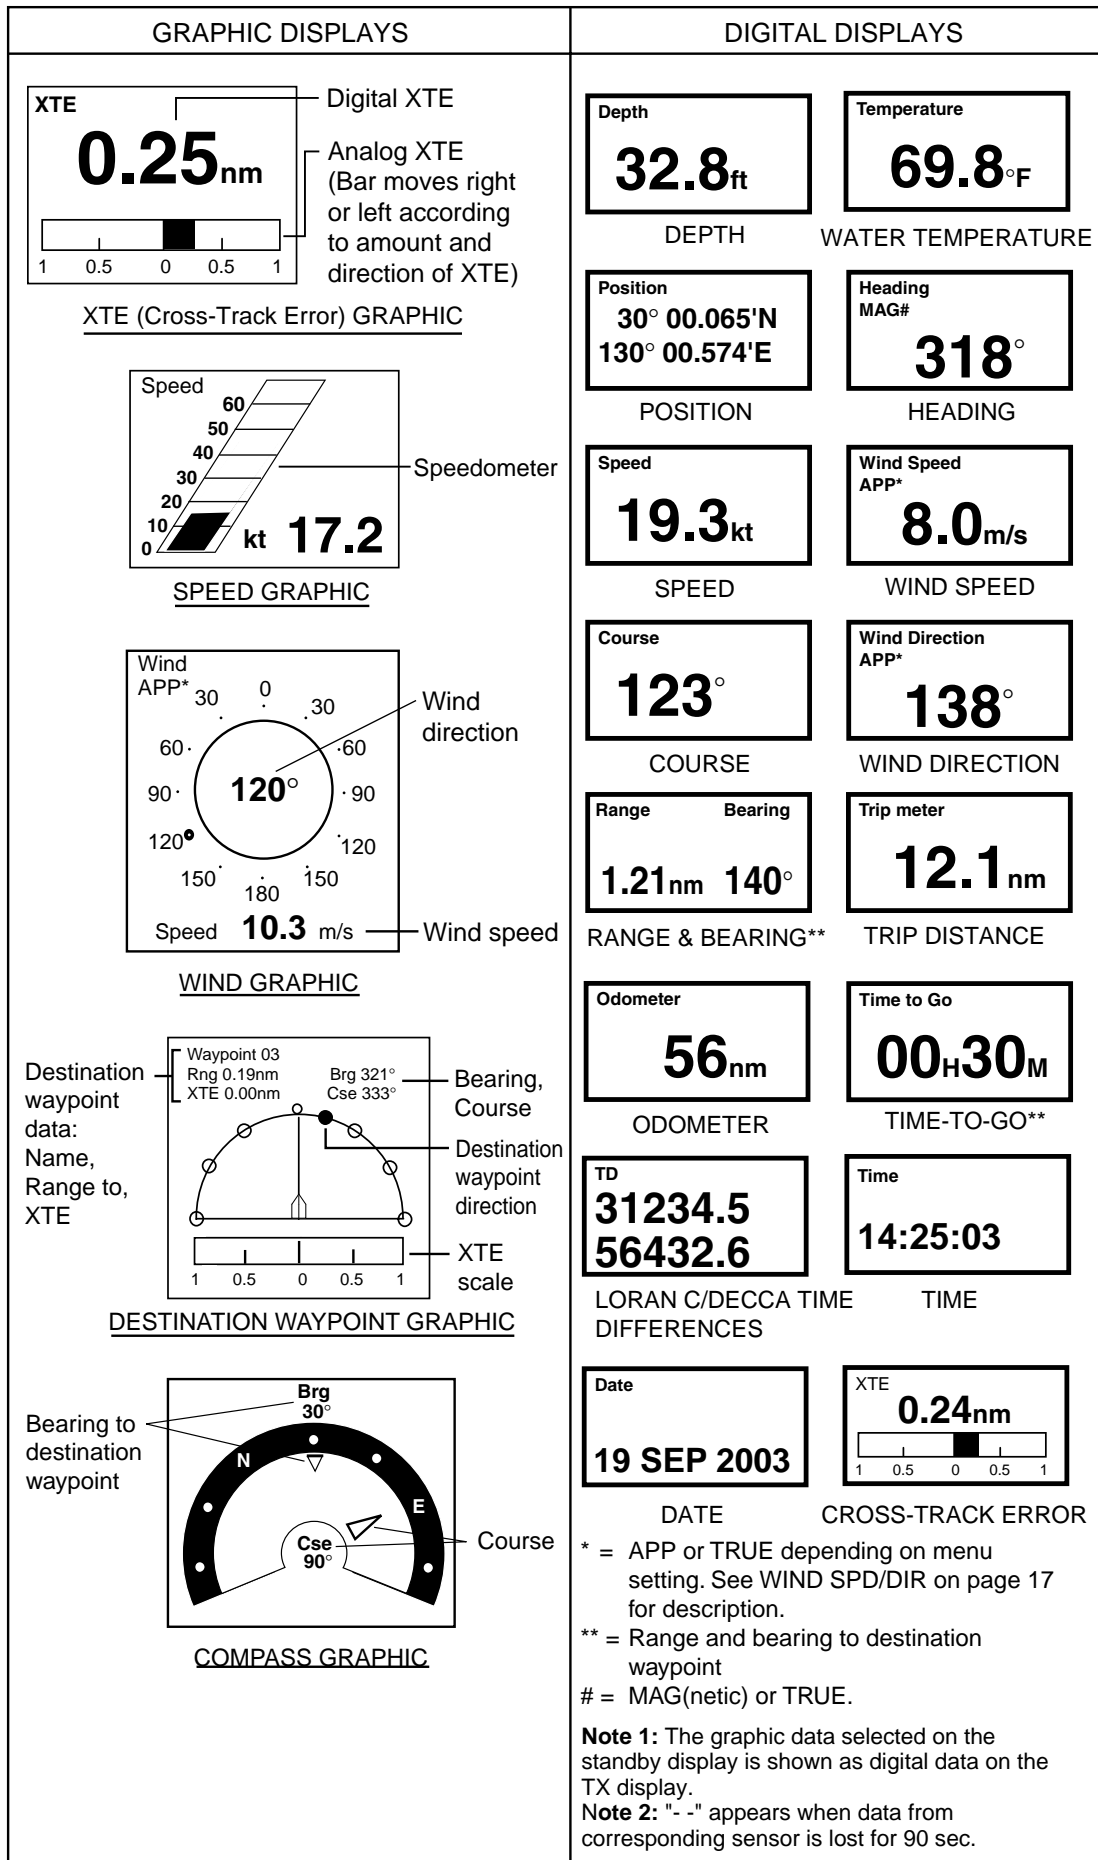 GRAPHIC DISPLAYS
XTE
0.25nm
1 0.5 0 0.5 1
Digital XTE
Analog XTE
(Bar moves right
or left according
to amount and
direction of XTE)
XTE (Cross-Track Error) GRAPHIC
Speed
60
50
40
30
20
10
0
kt 17.2
Speedometer
SPEED GRAPHIC
Wind
APP*
0
30 30
60 60
90 90
120 120
150 150
180
120°
Speed 10.3 m/s
Wind
direction
Wind speed
WIND GRAPHIC
Destination
waypoint
data:
Name,
Range to,
XTE
Waypoint 03
Rng 0.19nm Brg 321°
XTE 0.00nm Cse 333°
1 0.5 0 0.5 1
Bearing,
Course
Destination
waypoint
direction
XTE
scale
DESTINATION WAYPOINT GRAPHIC
Bearing to
destination
waypoint
Brg
30°
N
E
Cse
90°
Course
COMPASS GRAPHIC
DIGITAL DISPLAYS
Depth
32.8ft
DEPTH
Temperature
69.8°F
WATER TEMPERATURE
Position
30° 00.065'N
130° 00.574'E
POSITION
Heading
MAG#
318°
HEADING
Speed
19.3kt
SPEED
Wind Speed
APP*
8.0m/s
WIND SPEED
Course
123°
COURSE
Wind Direction
APP*
138°
WIND DIRECTION
Range Bearing
1.21nm 140°
RANGE & BEARING**
Trip meter
12.1nm
TRIP DISTANCE
Odometer
56nm
ODOMETER
Time to Go
00H30M
TIME-TO-GO**
TD
31234.5
56432.6
LORAN C/DECCA TIME
DIFFERENCES
Time
14:25:03
TIME
Date
19 SEP 2003
DATE
XTE
0.24nm
1 0.5 0 0.5 1
CROSS-TRACK ERROR
* = APP or TRUE depending on menu
setting. See WIND SPD/DIR on page 17
for description.
** = Range and bearing to destination
waypoint
# = MAG(netic) or TRUE.
Note 1: The graphic data selected on the
standby display is shown as digital data on the
TX display.
Note 2: "- -" appears when data from
corresponding sensor is lost for 90 sec.